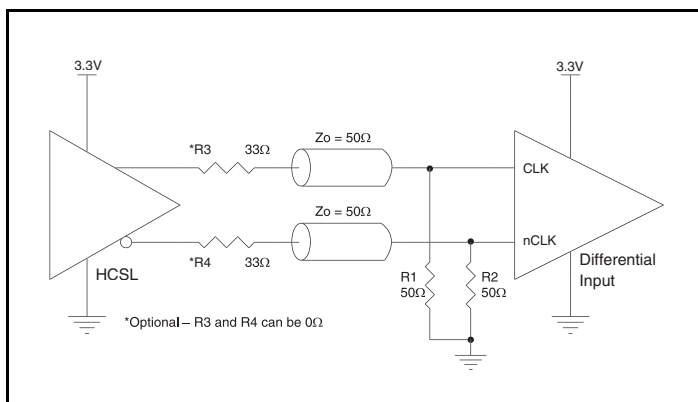 3.3V
3.3V
*R3 33Ω
Zo = 50Ω
CLK
Zo = 50Ω
nCLK
HCSL
*R4 33Ω
R1
50Ω
R2
50Ω
Differential
Input
*Optional – R3 and R4 can be 0Ω